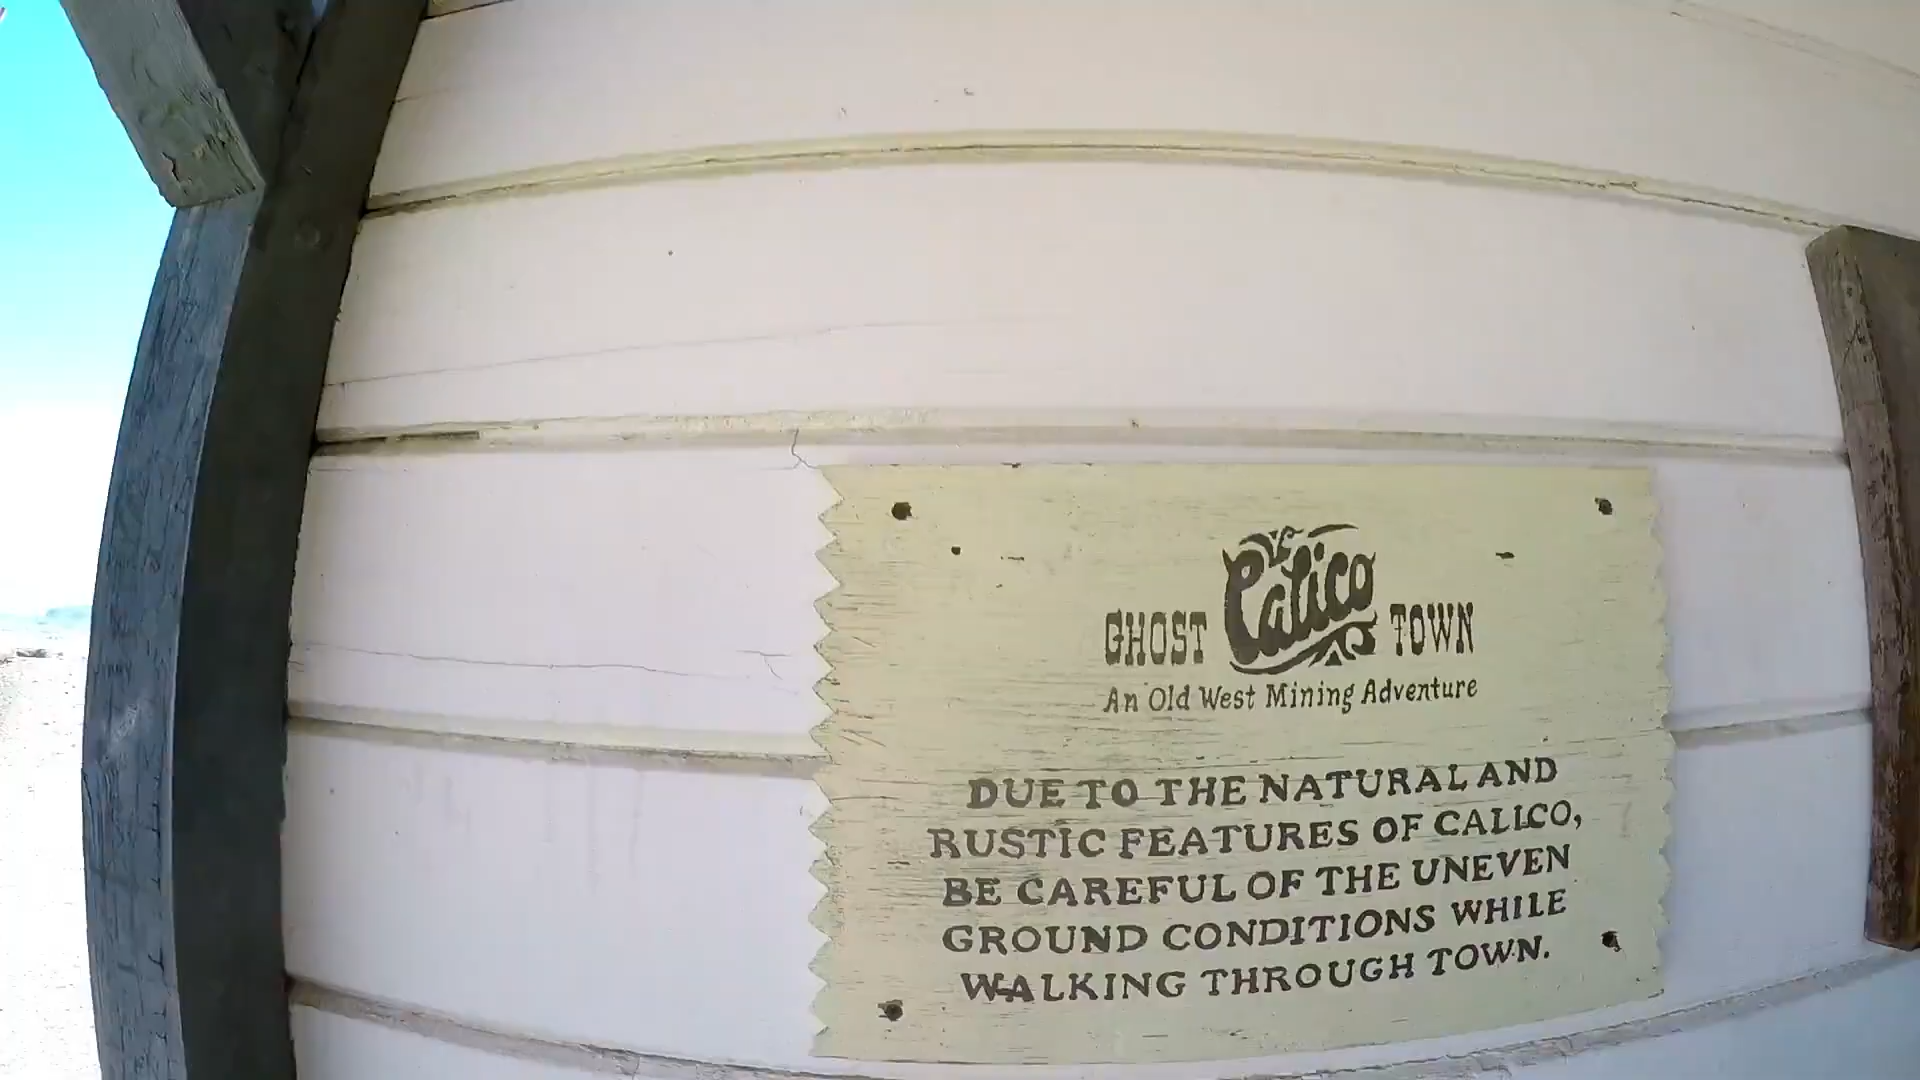 GHOST Calico TOWN
An Old West Mining Adventure
DUE TO THE NATURAL AND
RUSTIC FEATURES OF CALICO,
BE CAREFUL OF THE UNEVEN
GROUND CONDITIONS WHILE
WALKING THROUGH TOWN.